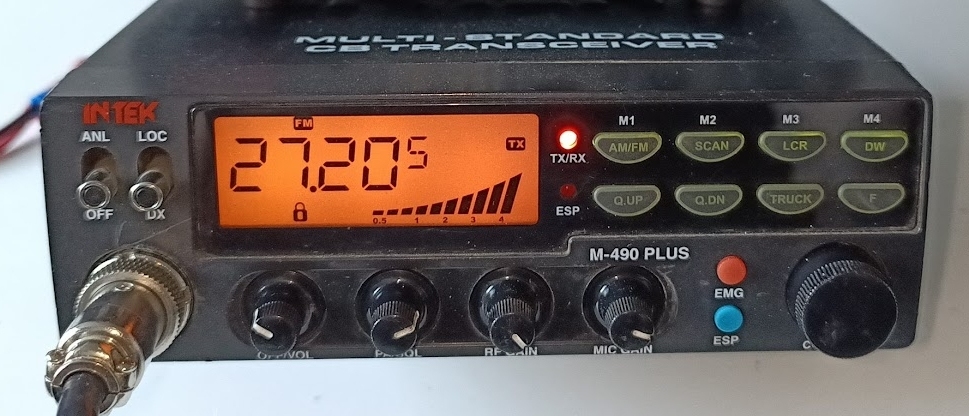 MULTI-STANDARD
CB TRANSCEIVER
INTEK
ANL LOC
OFF DX
FM
27.205
TX
0.5 1 2 3 4
TX/RX
ESP
M1 M2 M3 M4
AM/FM SCAN LCR DW
Q.UP Q.DN TRUCK F
M-490 PLUS
EMG
ESP
OFF/VOL RF GAIN MIC GAIN